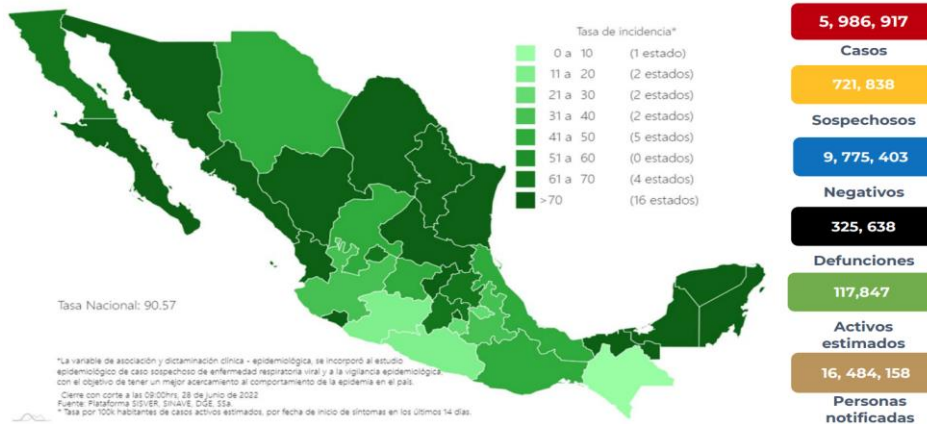 Tasa de incidencia*
0 a 10 (1 estado)
11 a 20 (2 estados)
21 a 30 (2 estados)
31 a 40 (2 estados)
41 a 50 (5 estados)
51 a 60 (0 estados)
61 a 70 (4 estados)
>70 (16 estados)
Tasa Nacional: 90.57
*La variable de asociación y dictaminación clínica - epidemiológica, se incorporó al estudio
epidemiológico de caso sospechoso de enfermedad respiratoria viral y a la vigilancia epidemiológica,
con el objetivo de tener un mejor acercamiento al comportamiento de la epidemia en el país.
Cierre con corte a las 09:00hrs, 28 de junio de 2022
Fuente: Plataforma SISVER, SINAVE, DGE, SSa.
* Tasa por 100k habitantes de casos activos estimados, por fecha de inicio de síntomas en los últimos 14 días.
5, 986, 917
Casos
721, 838
Sospechosos
9, 775, 403
Negativos
325, 638
Defunciones
117,847
Activos
estimados
16, 484, 158
Personas
notificadas